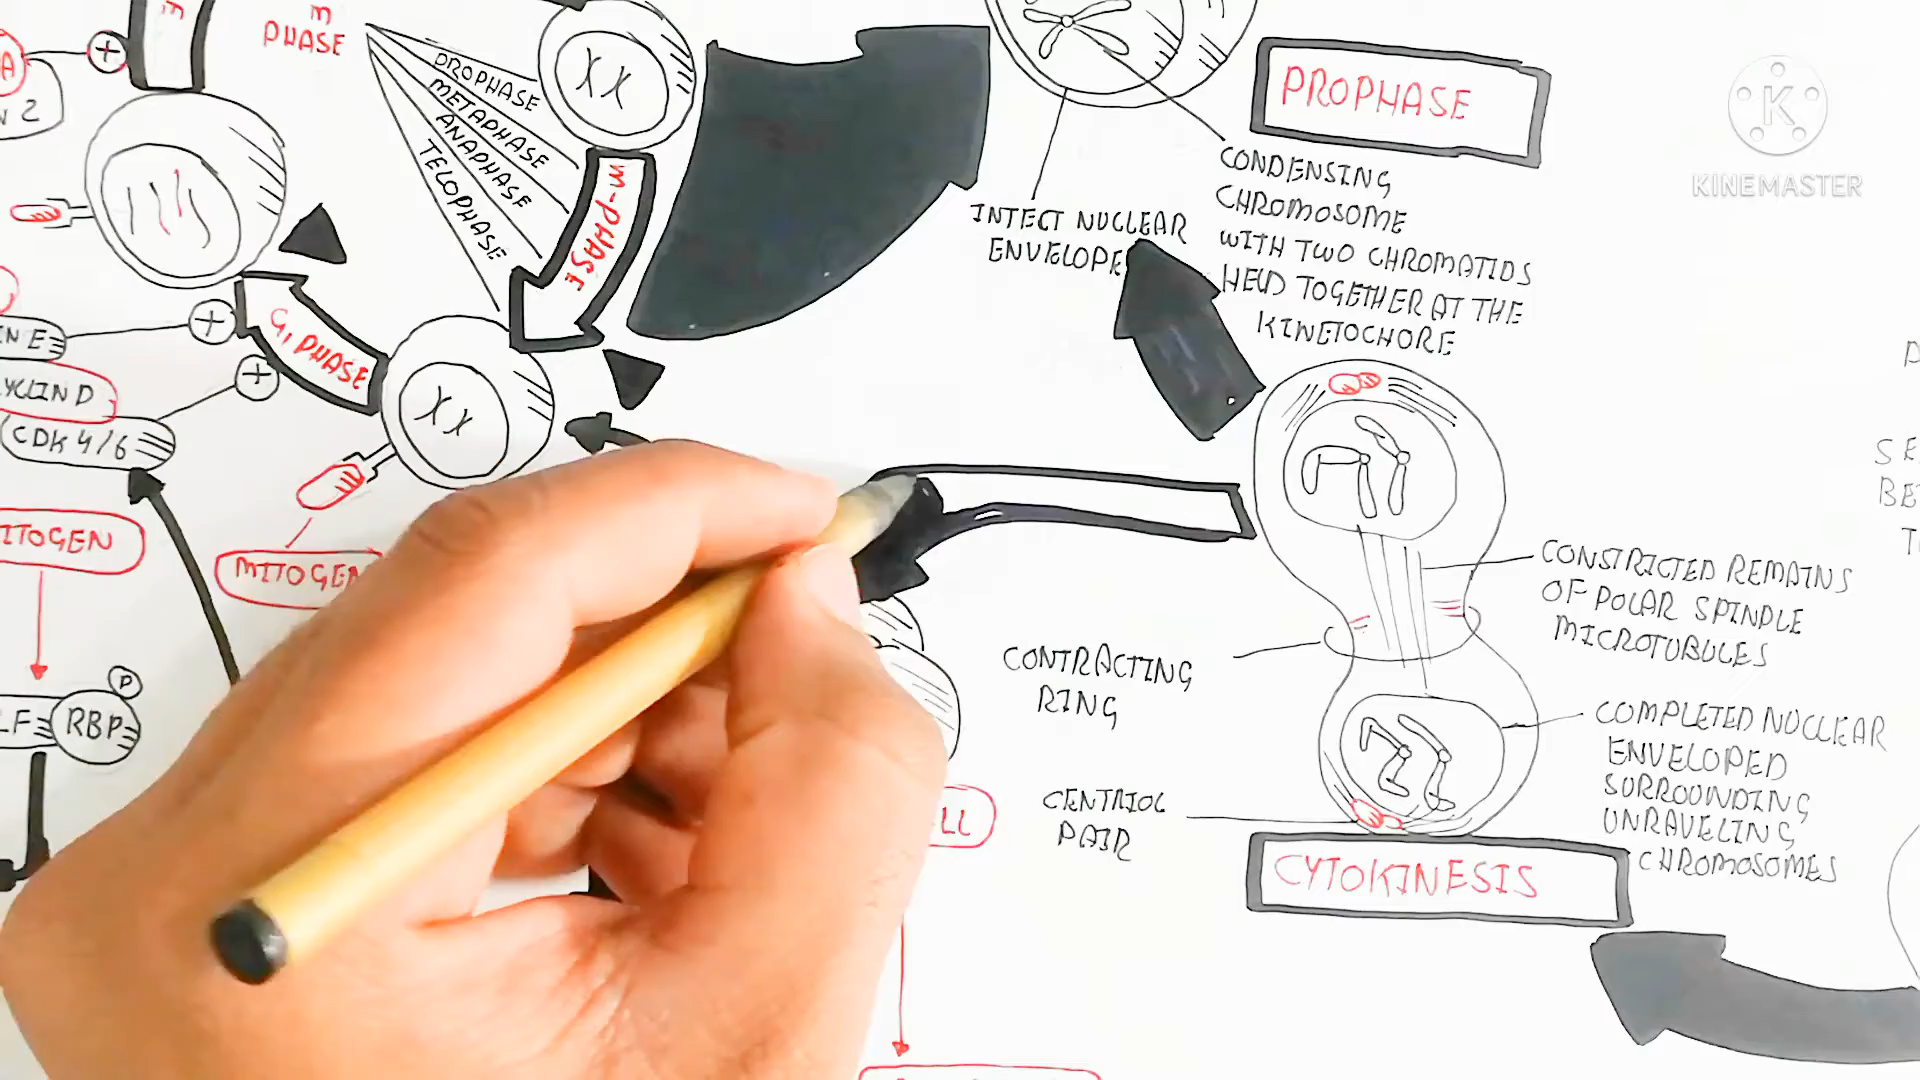 M
PHASE
PROPHASE
METAPHASE
ANAPHASE
TELOPHASE
M-PHASE
G1 PHASE
CYCLIN D
CDK 4/6
MITOGEN
RBP
P
PROPHASE
INTECT NUCLEAR
ENVELOPE
CONDENSING
CHROMOSOME
WITH TWO CHROMATIDS
HELD TOGETHER AT THE
KINETOCHORE
CONSTRICTED REMAINS
OF POLAR SPINDLE
MICROTUBULES
CONTRACTING
RING
COMPLETED NUCLEAR
ENVELOPED
SURROUNDING
UNRAVELING
CHROMOSOMES
CENTRIOL
PAIR
CYTOKINESIS
K
KINEMASTER